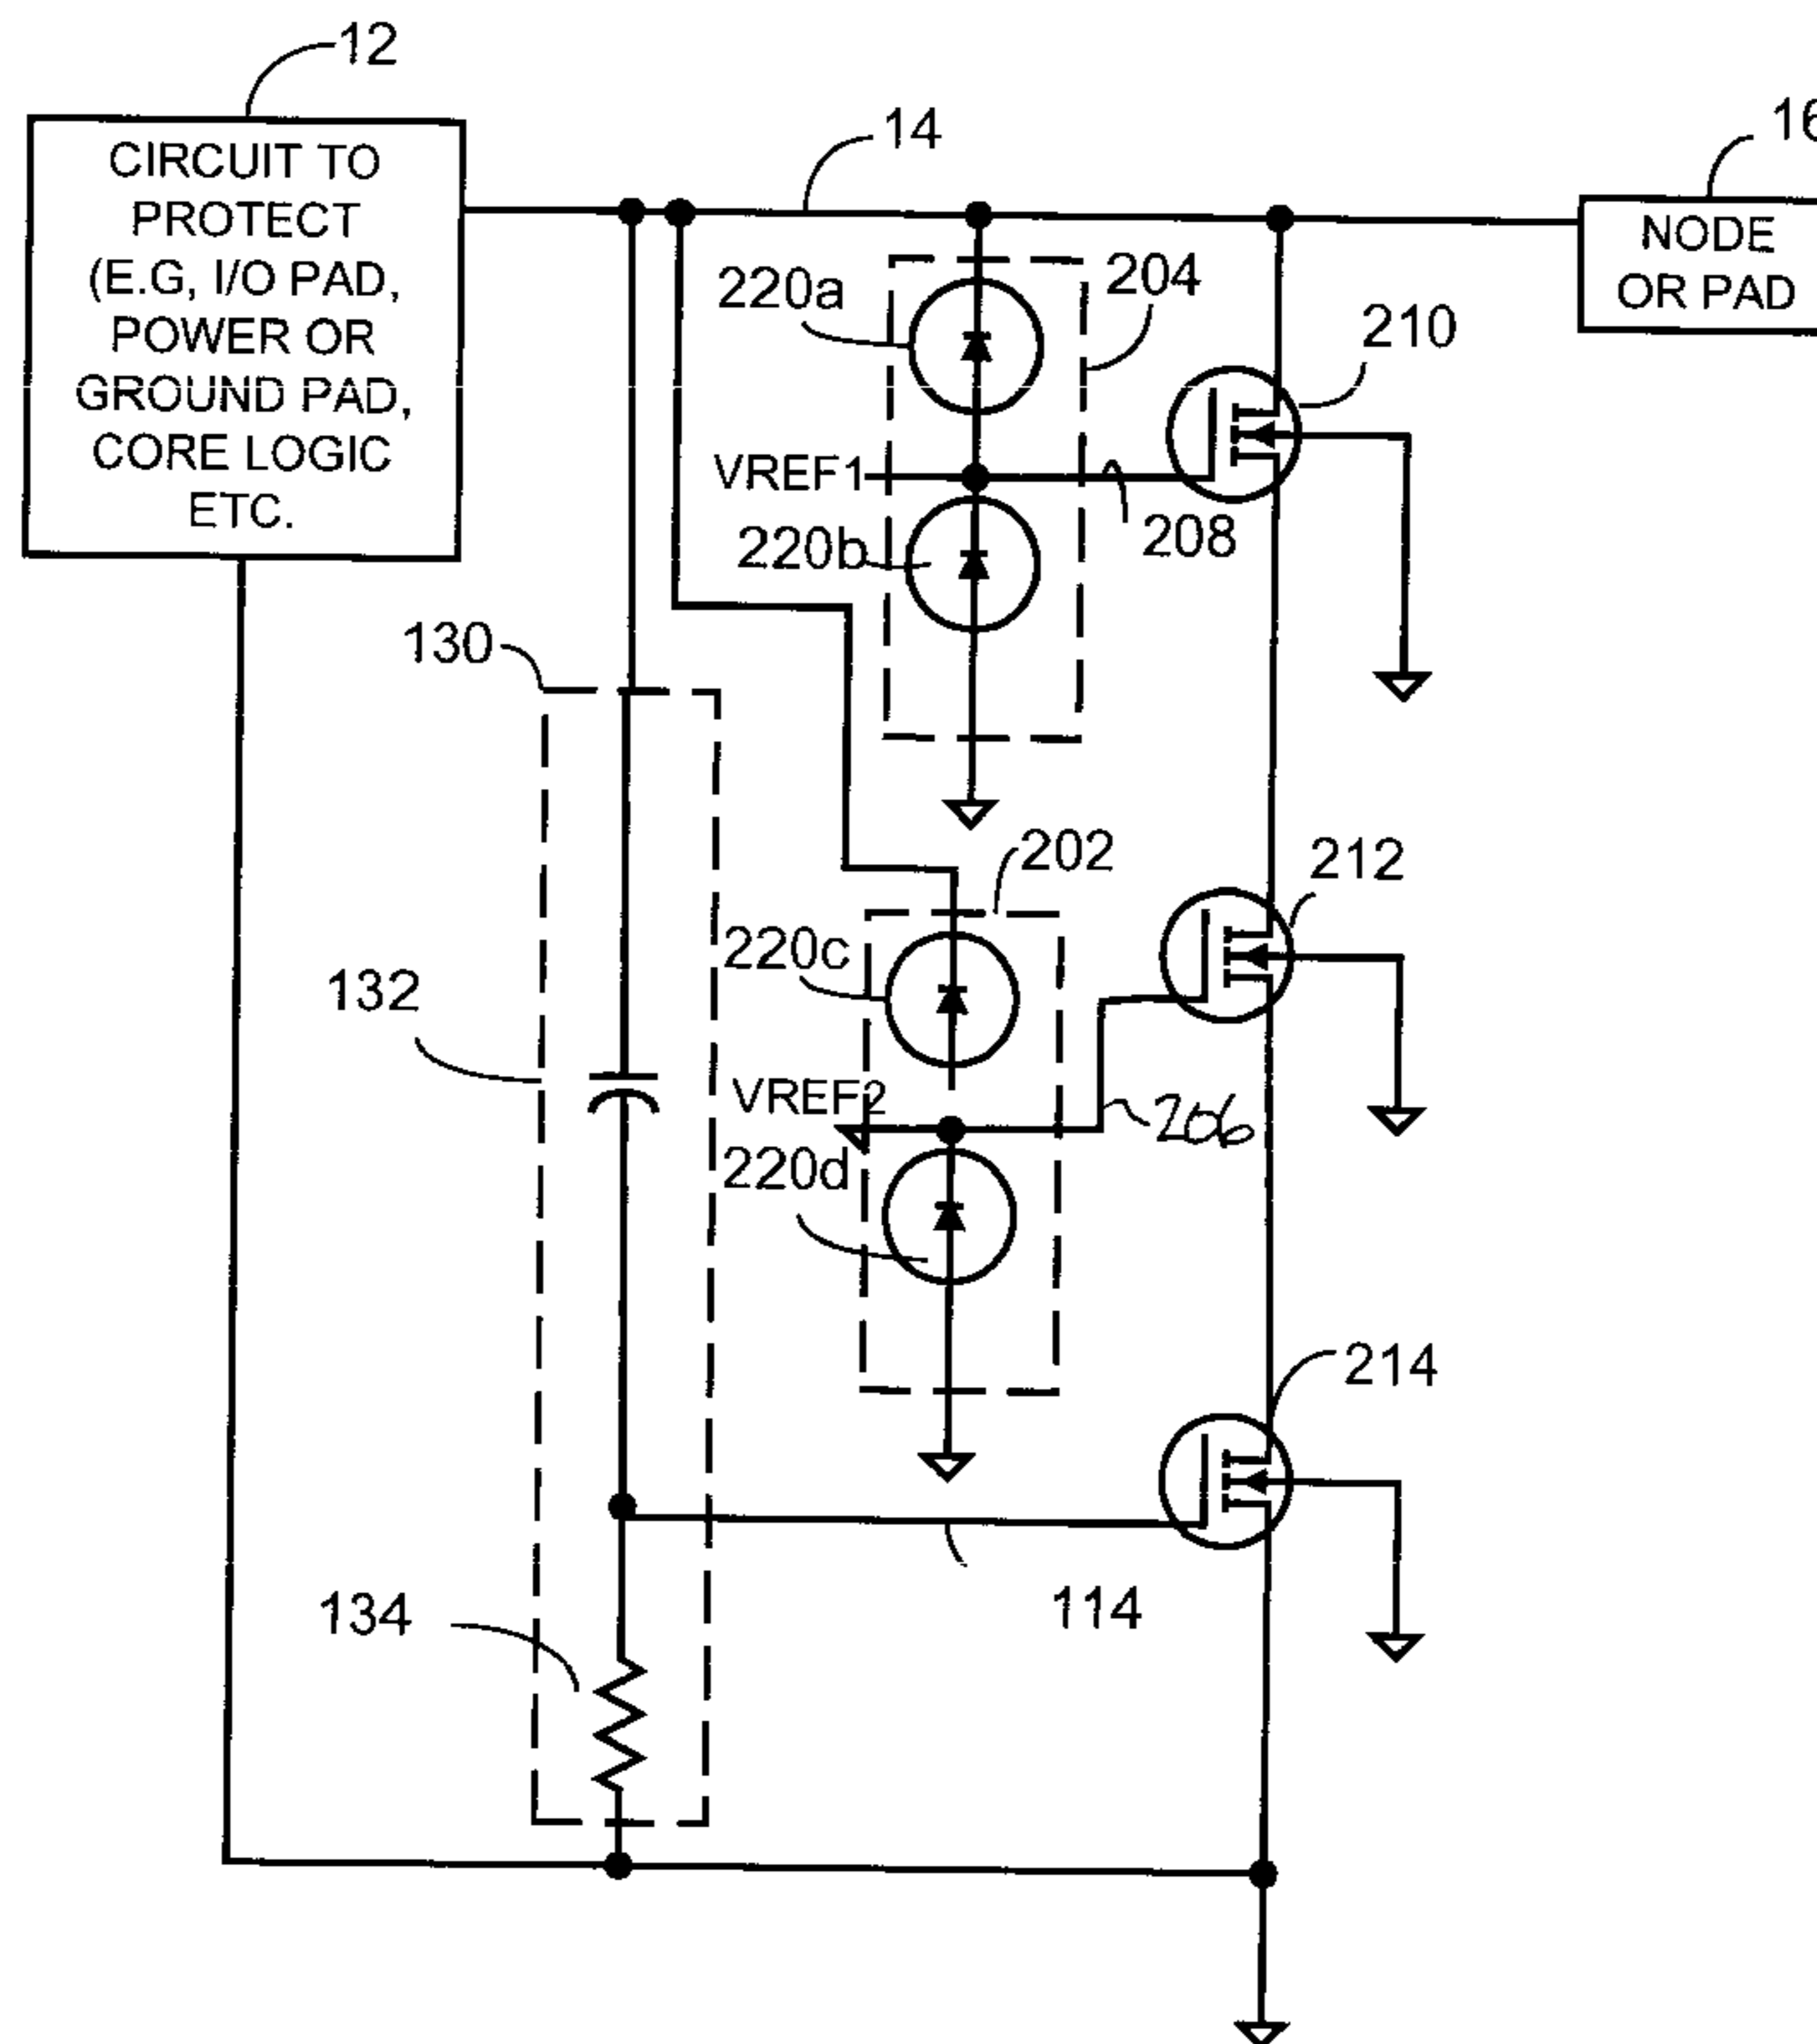 12
CIRCUIT TO
PROTECT
(E.G, I/O PAD,
POWER OR
GROUND PAD,
CORE LOGIC
ETC.
14
16
NODE
OR PAD
220a
204
210
VREF1
208
220b
130
202
212
220c
132
VREF2
206
220d
214
134
114